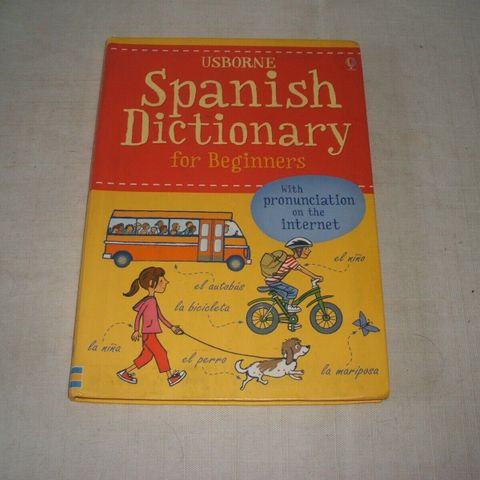 USBORNE
Spanish
Dictionary
for Beginners
With
pronunciation
on the
internet
el niño
el autobús
la bicicleta
la niña
el perro
la mariposa